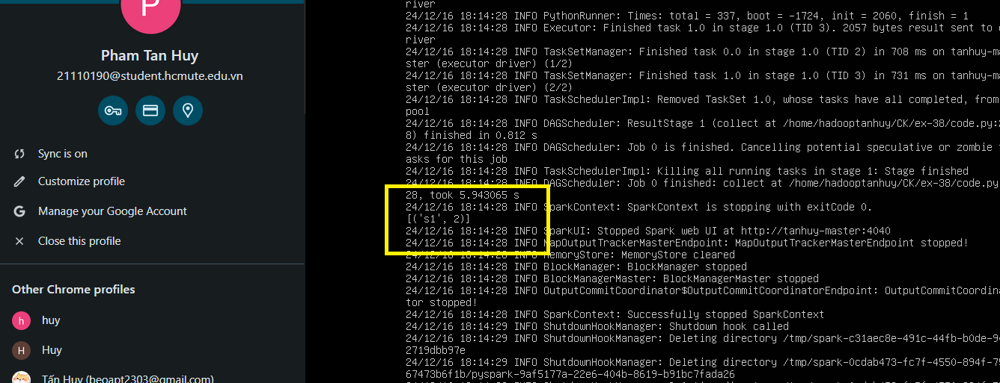 P
Pham Tan Huy
21110190@student.hcmute.edu.vn
Sync is on
Customize profile
Manage your Google Account
Close this profile
Other Chrome profiles
h huy
H Huy
Tấn Huy (beoapt2303@gmail.com)
river
24/12/16 18:14:28 INFO PythonRunner: Times: total = 337, boot = -1724, init = 2060, finish = 1
24/12/16 18:14:28 INFO Executor: Finished task 1.0 in stage 1.0 (TID 3). 2057 bytes result sent to
river
24/12/16 18:14:28 INFO TaskSetManager: Finished task 0.0 in stage 1.0 (TID 2) in 708 ms on tanhuy-ma
ster (executor driver) (1/2)
24/12/16 18:14:28 INFO TaskSetManager: Finished task 1.0 in stage 1.0 (TID 3) in 731 ms on tanhuy-ma
ster (executor driver) (2/2)
24/12/16 18:14:28 INFO TaskSchedulerImpl: Removed TaskSet 1.0, whose tasks have all completed, from
pool
24/12/16 18:14:28 INFO DAGScheduler: ResultStage 1 (collect at /home/hadooptanhuy/CK/ex-38/code.py:2
8) finished in 0.812 s
24/12/16 18:14:28 INFO DAGScheduler: Job 0 is finished. Cancelling potential speculative or zombie
asks for this job
24/12/16 18:14:28 INFO TaskSchedulerImpl: Killing all running tasks in stage 1: Stage finished
24/12/16 18:14:28 INFO DAGScheduler: Job 0 finished: collect at /home/hadooptanhuy/CK/ex-38/code.py
28, took 5.943065 s
24/12/16 18:14:28 INFO SparkContext: SparkContext is stopping with exitCode 0.
[('s1', 2)]
24/12/16 18:14:28 INFO SparkUI: Stopped Spark web UI at http://tanhuy-master:4040
24/12/16 18:14:28 INFO MapOutputTrackerMasterEndpoint: MapOutputTrackerMasterEndpoint stopped!
24/12/16 18:14:28 INFO MemoryStore: MemoryStore cleared
24/12/16 18:14:28 INFO BlockManager: BlockManager stopped
24/12/16 18:14:28 INFO BlockManagerMaster: BlockManagerMaster stopped
24/12/16 18:14:28 INFO OutputCommitCoordinator$OutputCommitCoordinatorEndpoint: OutputCommitCoordina
tor stopped!
24/12/16 18:14:28 INFO SparkContext: Successfully stopped SparkContext
24/12/16 18:14:29 INFO ShutdownHookManager: Shutdown hook called
24/12/16 18:14:29 INFO ShutdownHookManager: Deleting directory /tmp/spark-c31aec8e-491c-44fb-b0de-9
2719dbb97e
24/12/16 18:14:29 INFO ShutdownHookManager: Deleting directory /tmp/spark-0cdab473-fc7f-4550-894f-75
67473b6f1b/pyspark-9af5177a-22e6-404b-8619-b91bc7fada26